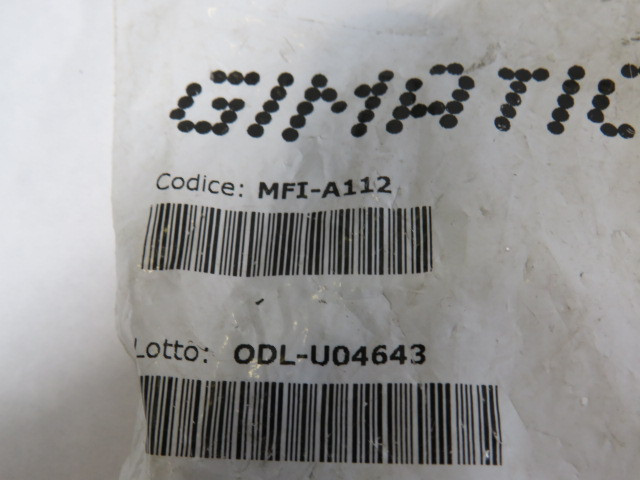 GIMATIC
Codice: MFI-A112
Lotto: ODL-U04643